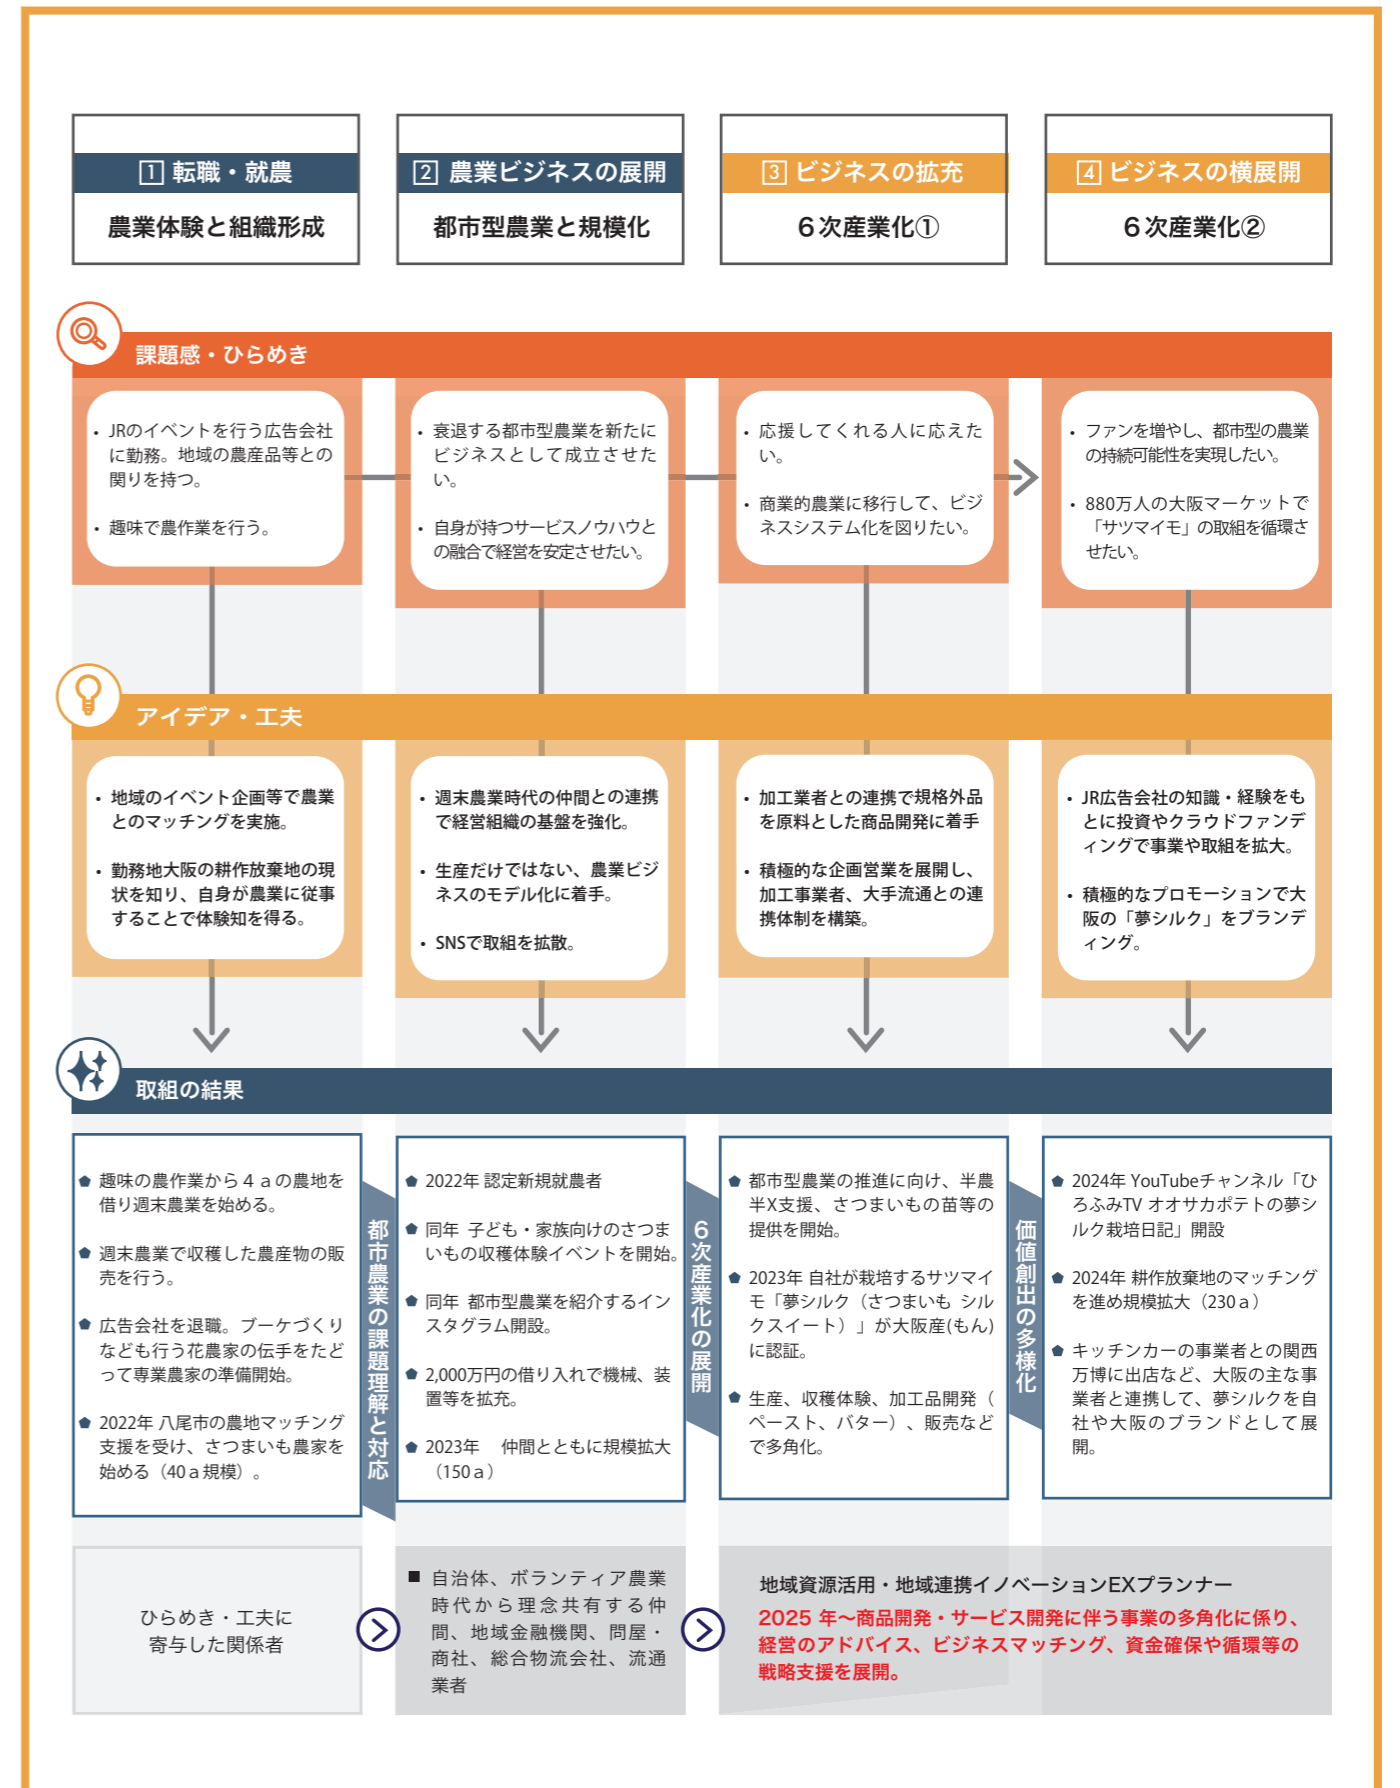 1 転職・就農
農業体験と組織形成
2 農業ビジネスの展開
都市型農業と規模化
3 ビジネスの拡充
６次産業化①
4 ビジネスの横展開
６次産業化②
課題感・ひらめき
・ JRのイベントを行う広告会社
に勤務。地域の農産品等との
関りを持つ。
・ 趣味で農作業を行う。
・ 衰退する都市型農業を新たに
ビジネスとして成立させた
い。
・ 自身が持つサービスノウハウと
の融合で経営を安定させたい。
・ 応援してくれる人に応えた
い。
・ 商業的農業に移行して、ビジ
ネスシステム化を図りたい。
・ ファンを増やし、都市型の農業
の持続可能性を実現したい。
・ 880万人の大阪マーケットで
「サツマイモ」の取組を循環さ
せたい。
アイデア・工夫
・ 地域のイベント企画等で農業
とのマッチングを実施。
・ 勤務地大阪の耕作放棄地の現
状を知り、自身が農業に従事
することで体験知を得る。
・ 週末農業時代の仲間との連携
で経営組織の基盤を強化。
・ 生産だけではない、農業ビジ
ネスのモデル化に着手。
・ SNSで取組を拡散。
・ 加工業者との連携で規格外品
を原料とした商品開発に着手
・ 積極的な企画営業を展開し、
加工事業者、大手流通との連
携体制を構築。
・ JR広告会社の知識・経験をも
とに投資やクラウドファンデ
ィングで事業や取組を拡大。
・ 積極的なプロモーションで大
阪の「夢シルク」をブランデ
ィング。
取組の結果
趣味の農作業から４ａの農地を
借り週末農業を始める。
週末農業で収穫した農産物の販
売を行う。
広告会社を退職。ブーケづくり
なども行う花農家の伝手をたど
って専業農家の準備開始。
2022年 八尾市の農地マッチング
支援を受け、さつまいも農家を
始める（40ａ規模）。
都市農業の課題理解と対応
2022年 認定新規就農者
同年 子ども・家族向けのさつま
いもの収穫体験イベントを開始。
同年 都市型農業を紹介するイン
スタグラム開設。
2,000万円の借り入れで機械、装
置等を拡充。
2023年　仲間とともに規模拡大
（150ａ）
６次産業化の展開
都市型農業の推進に向け、半農
半X支援、さつまいもの苗等の
提供を開始。
2023年 自社が栽培するサツマイ
モ「夢シルク（さつまいも シル
クスイート）」が大阪産(もん)
に認証。
生産、収穫体験、加工品開発（
ペースト、バター）、販売など
で多角化。
価値創出の多様化
2024年 YouTubeチャンネル「ひ
ろふみTV オオサカポテトの夢シ
ルク栽培日記」開設
2024年 耕作放棄地のマッチング
を進め規模拡大（230ａ）
キッチンカーの事業者との関西
万博に出店など、大阪の主な事
業者と連携して、夢シルクを自
社や大阪のブランドとして展
開。
ひらめき・工夫に
寄与した関係者
■ 自治体、ボランティア農業
時代から理念共有する仲
間、地域金融機関、問屋・
商社、総合物流会社、流通
業者
地域資源活用・地域連携イノベーションEXプランナー
2025 年～商品開発・サービス開発に伴う事業の多角化に係り、
経営のアドバイス、ビジネスマッチング、資金確保や循環等の
戦略支援を展開。